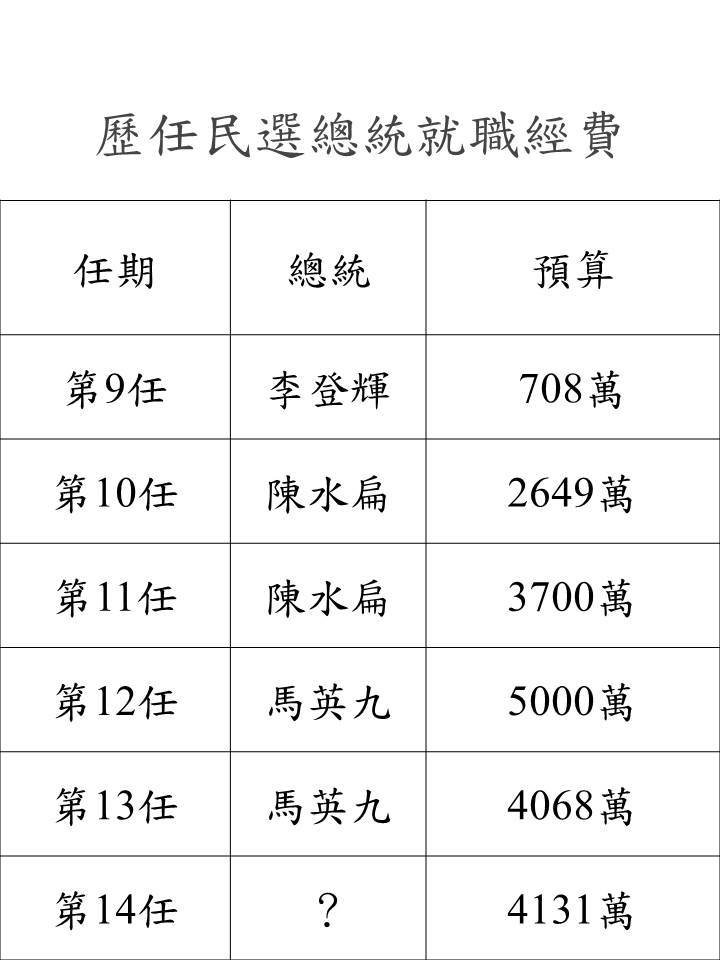 歷任民選總統就職經費
任期 總統 預算
第9任 李登輝 708萬
第10任 陳水扁 2649萬
第11任 陳水扁 3700萬
第12任 馬英九 5000萬
第13任 馬英九 4068萬
第14任 ? 4131萬